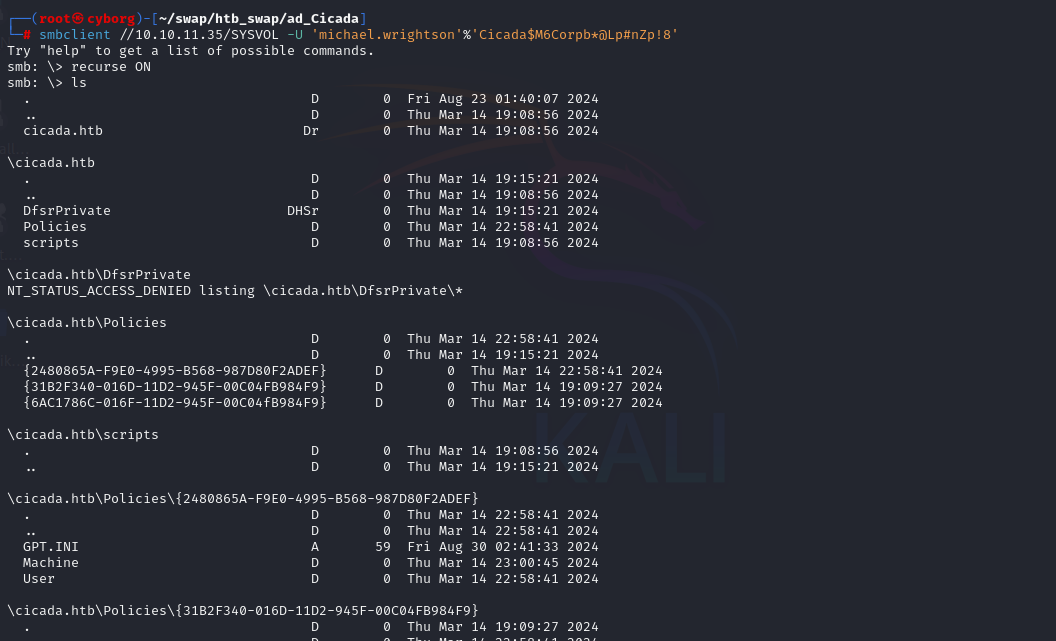 ┌──(root㉿cyborg)-[~/swap/htb_swap/ad_Cicada]
└─# smbclient //10.10.11.35/SYSVOL -U 'michael.wrightson'%'Cicada$M6Corpb*@Lp#nZp!8'
Try "help" to get a list of possible commands.
smb: \> recurse ON
smb: \> ls
  .                                   D        0  Fri Aug 23 01:40:07 2024
  ..                                  D        0  Thu Mar 14 19:08:56 2024
  cicada.htb                         Dr        0  Thu Mar 14 19:08:56 2024

\cicada.htb
  .                                   D        0  Thu Mar 14 19:15:21 2024
  ..                                  D        0  Thu Mar 14 19:08:56 2024
  DfsrPrivate                      DHSr        0  Thu Mar 14 19:15:21 2024
  Policies                            D        0  Thu Mar 14 22:58:41 2024
  scripts                             D        0  Thu Mar 14 19:08:56 2024

\cicada.htb\DfsrPrivate
NT_STATUS_ACCESS_DENIED listing \cicada.htb\DfsrPrivate\*

\cicada.htb\Policies
  .                                   D        0  Thu Mar 14 22:58:41 2024
  ..                                  D        0  Thu Mar 14 19:15:21 2024
  {2480865A-F9E0-4995-B568-987D80F2ADEF}      D        0  Thu Mar 14 22:58:41 2024
  {31B2F340-016D-11D2-945F-00C04FB984F9}      D        0  Thu Mar 14 19:09:27 2024
  {6AC1786C-016F-11D2-945F-00C04fB984F9}      D        0  Thu Mar 14 19:09:27 2024

\cicada.htb\scripts
  .                                   D        0  Thu Mar 14 19:08:56 2024
  ..                                  D        0  Thu Mar 14 19:15:21 2024

\cicada.htb\Policies\{2480865A-F9E0-4995-B568-987D80F2ADEF}
  .                                   D        0  Thu Mar 14 22:58:41 2024
  ..                                  D        0  Thu Mar 14 22:58:41 2024
  GPT.INI                             A       59  Fri Aug 30 02:41:33 2024
  Machine                             D        0  Thu Mar 14 23:00:45 2024
  User                                D        0  Thu Mar 14 22:58:41 2024

\cicada.htb\Policies\{31B2F340-016D-11D2-945F-00C04FB984F9}
  .                                   D        0  Thu Mar 14 19:09:27 2024
KALI